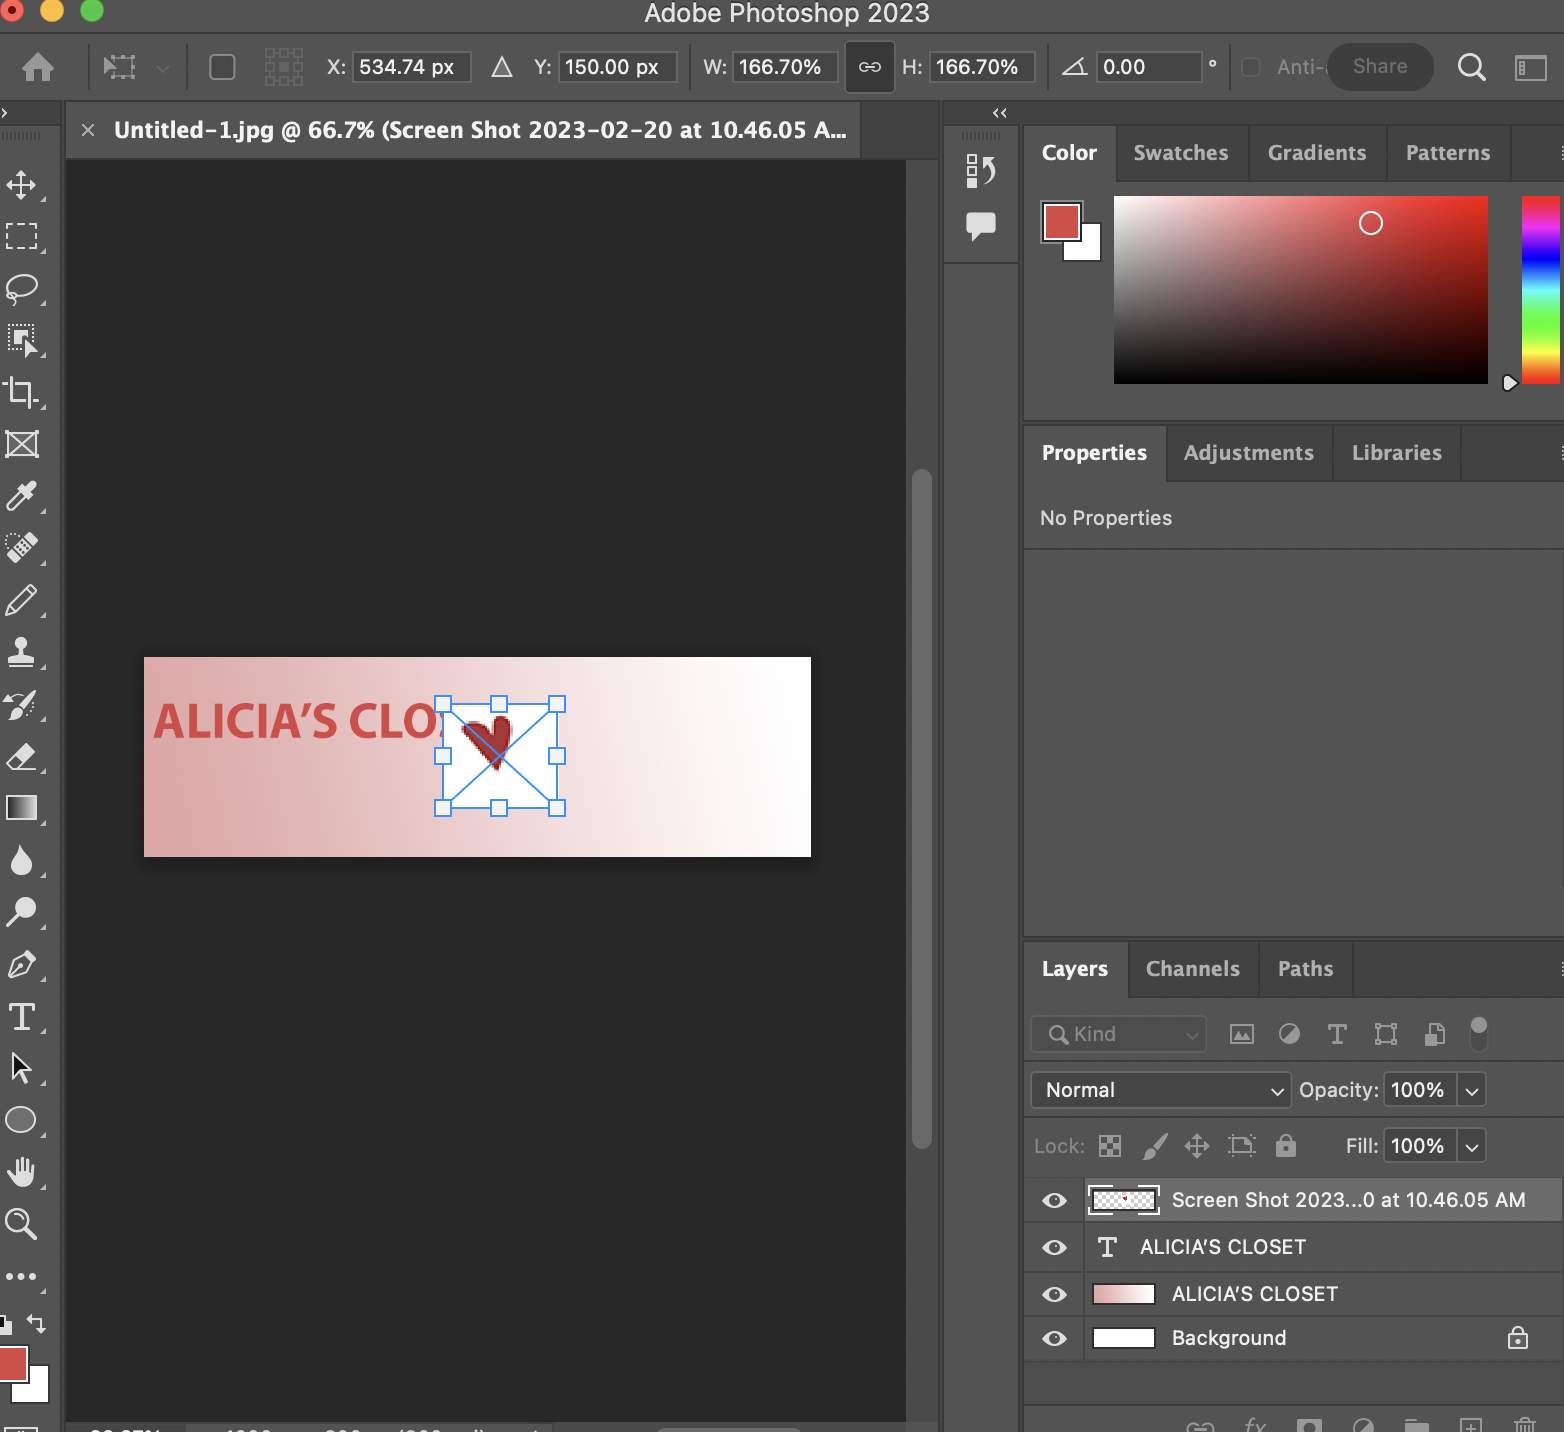 Adobe Photoshop 2023
X: 534.74 px Y: 150.00 px W: 166.70% H: 166.70% 0.00 ° Anti- Share
Untitled-1.jpg @ 66.7% (Screen Shot 2023-02-20 at 10.46.05 A...
Color Swatches Gradients Patterns
Properties Adjustments Libraries
No Properties
ALICIA'S CLO
Layers Channels Paths
Kind
Normal Opacity: 100%
Lock: Fill: 100%
Screen Shot 2023...0 at 10.46.05 AM
ALICIA'S CLOSET
ALICIA'S CLOSET
Background
fx